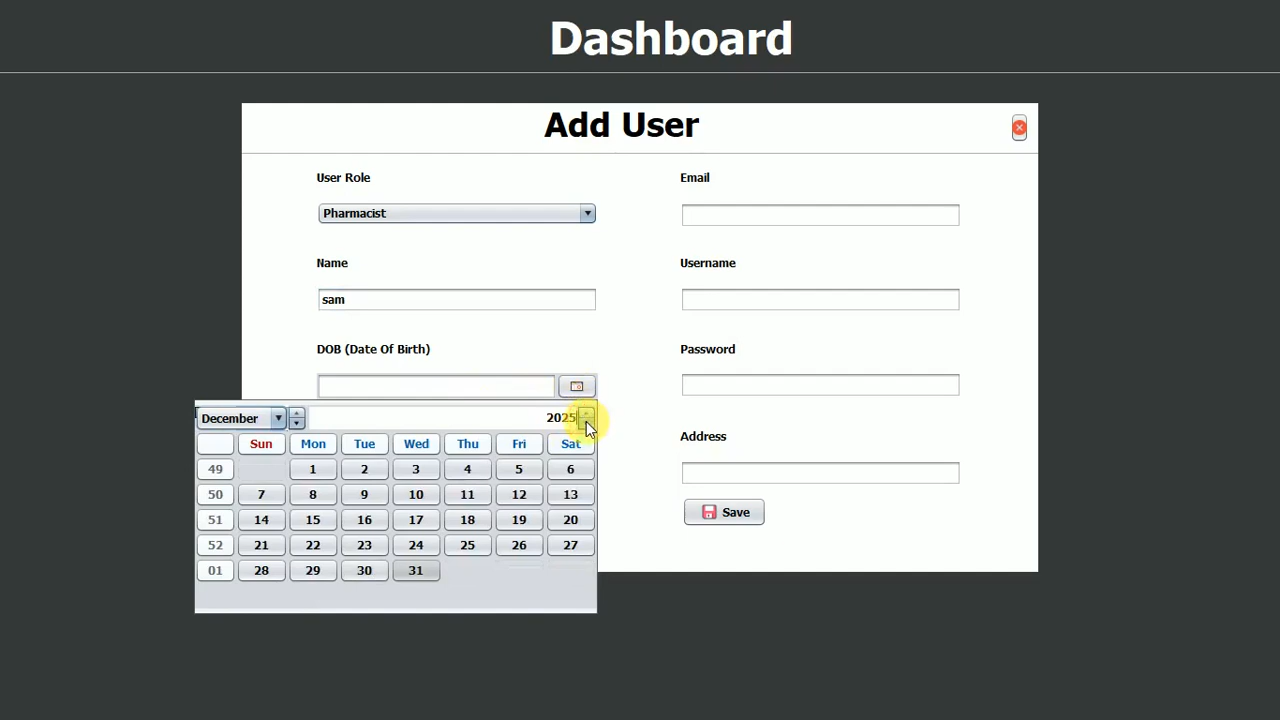 Dashboard
Add User
User Role
Email
Pharmacist
Name
Username
sam
DOB (Date Of Birth)
Password
December 2025
Sun Mon Tue Wed Thu Fri Sat
49 1 2 3 4 5 6
50 7 8 9 10 11 12 13
51 14 15 16 17 18 19 20
52 21 22 23 24 25 26 27
01 28 29 30 31
Address
Save